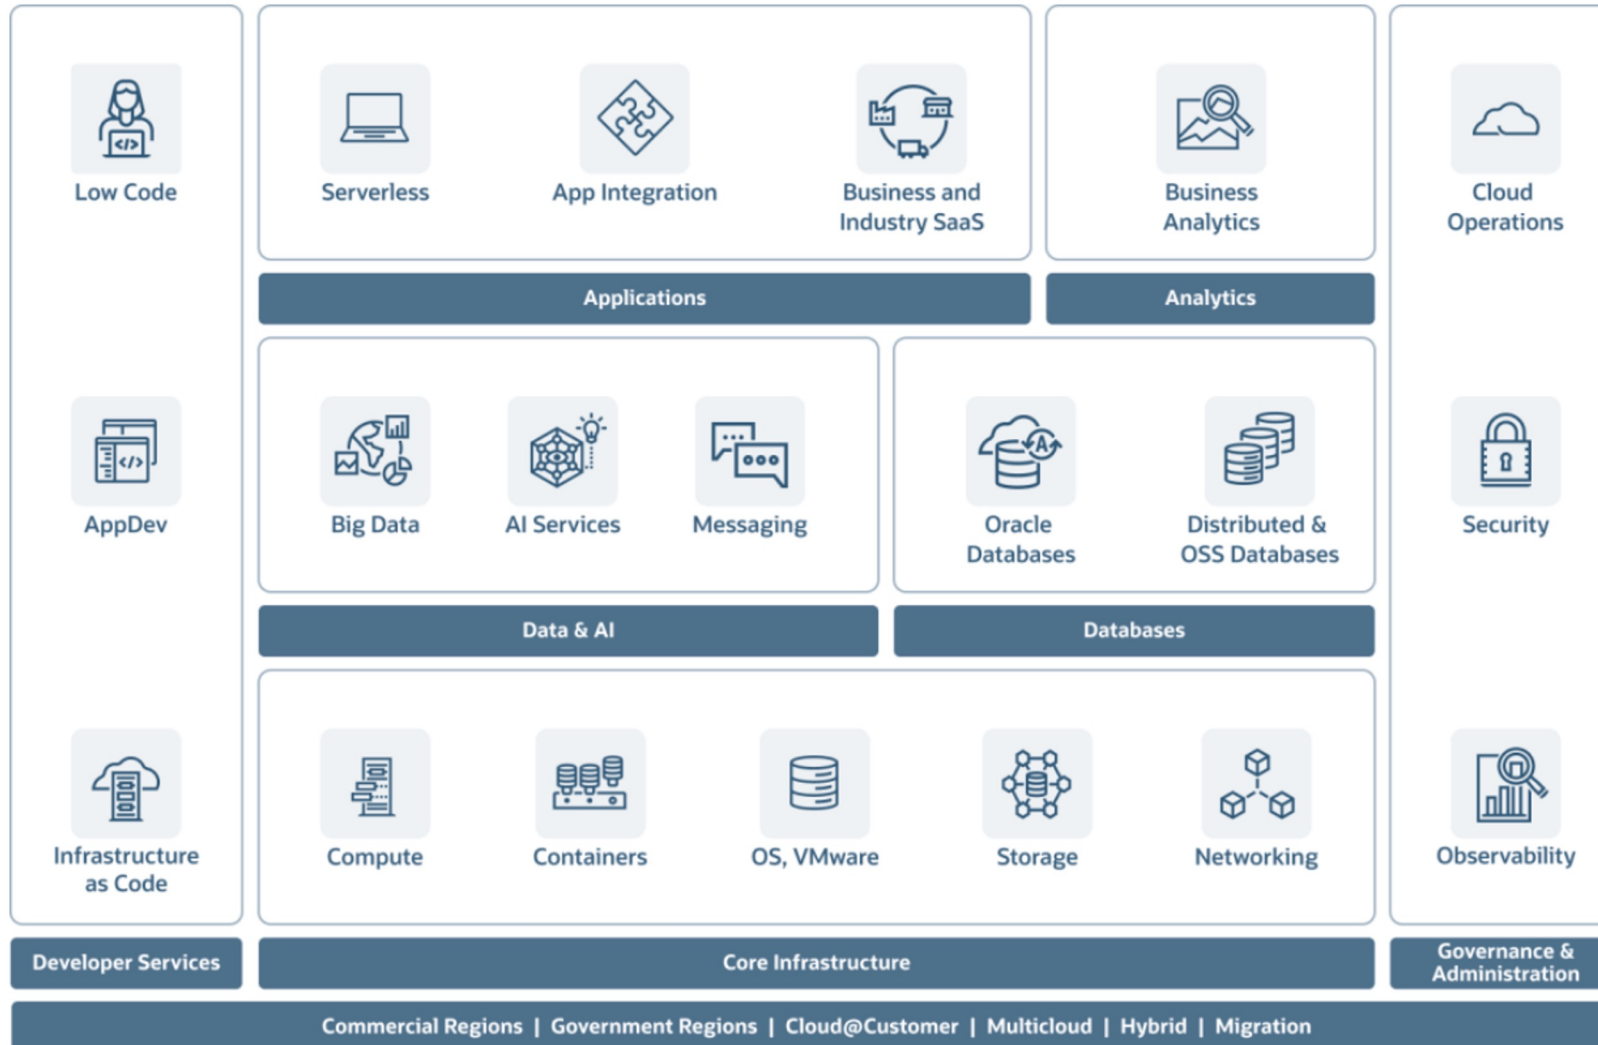 Low Code
AppDev
Infrastructure
as Code
Developer Services
Serverless
App Integration
Business and
Industry SaaS
Applications
Business
Analytics
Analytics
Big Data
AI Services
Messaging
Data & AI
Oracle
Databases
Distributed &
OSS Databases
Databases
Compute
Containers
OS, VMware
Storage
Networking
Core Infrastructure
Cloud
Operations
Security
Observability
Governance &
Administration
Commercial Regions | Government Regions | Cloud@Customer | Multicloud | Hybrid | Migration